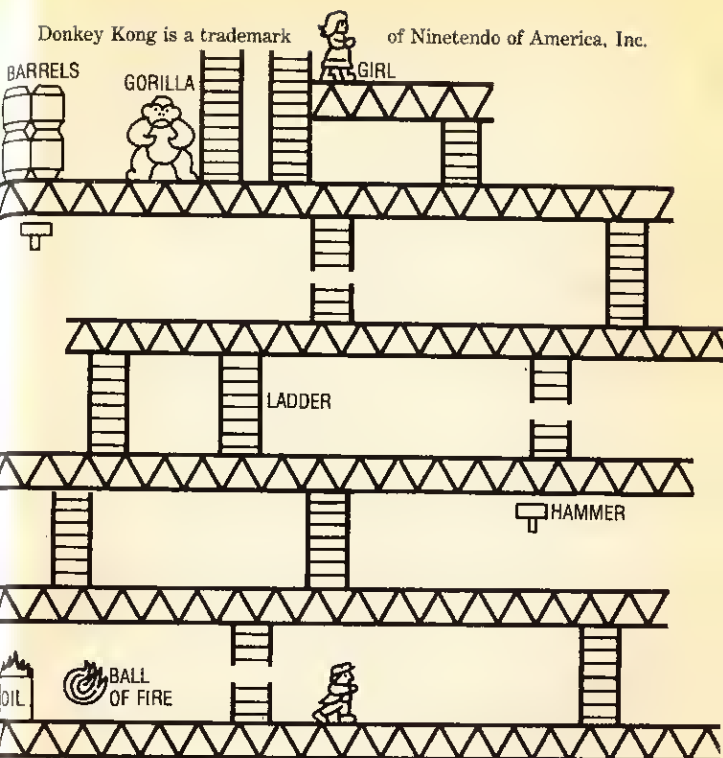 Donkey Kong is a trademark of Ninetendo of America, Inc.
BARRELS
GORILLA
GIRL
LADDER
HAMMER
BALL
OF FIRE
OIL